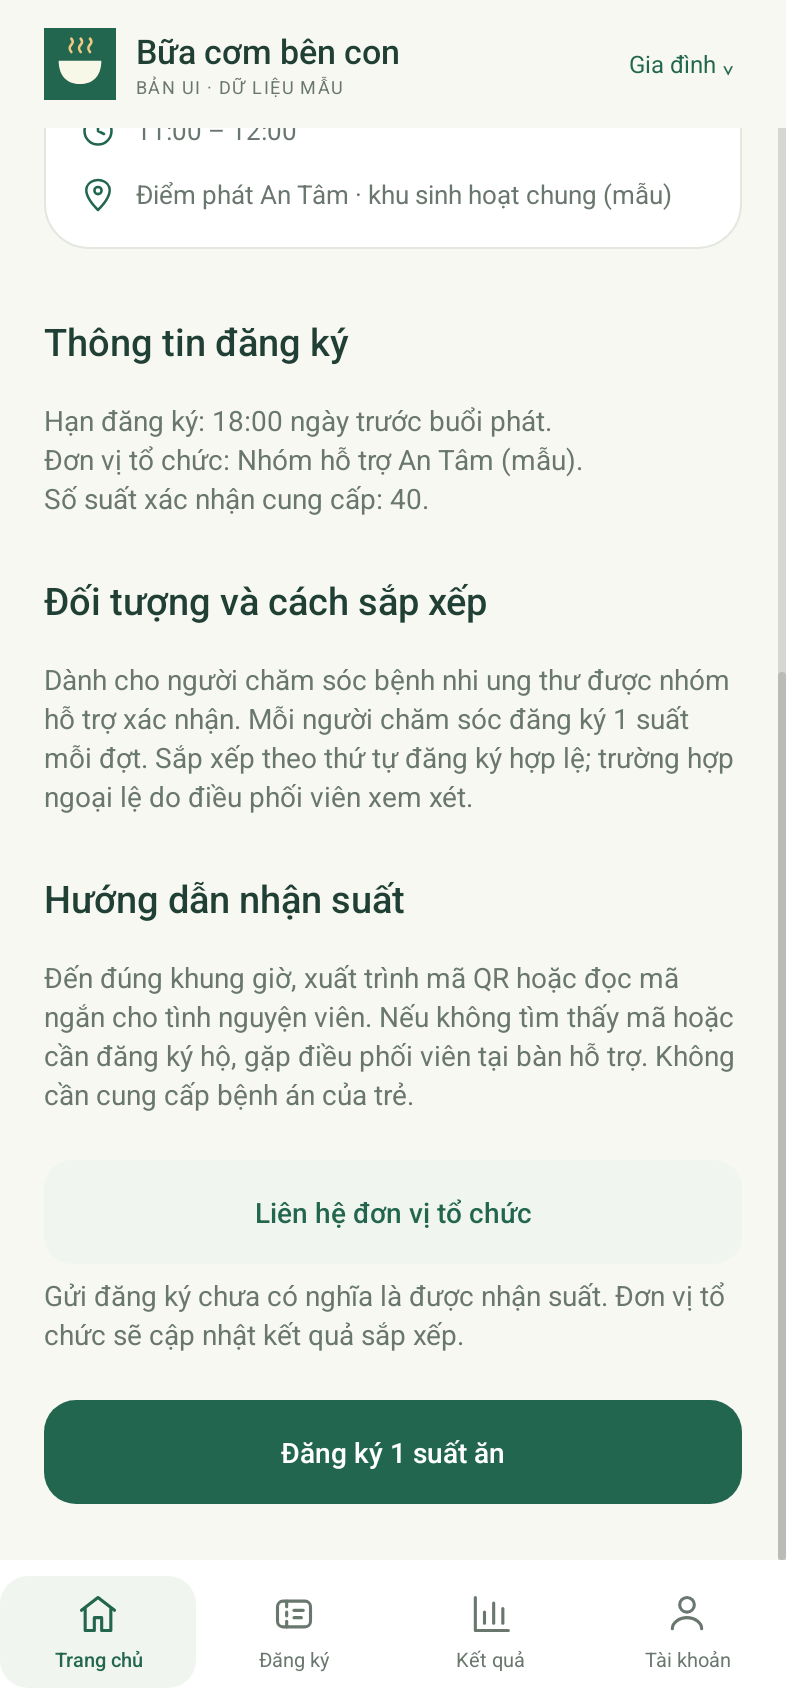 Bữa cơm bên con
BẢN UI · DỮ LIỆU MẪU
Gia đình
11:00 – 12:00
Điểm phát An Tâm · khu sinh hoạt chung (mẫu)
Thông tin đăng ký
Hạn đăng ký: 18:00 ngày trước buổi phát.
Đơn vị tổ chức: Nhóm hỗ trợ An Tâm (mẫu).
Số suất xác nhận cung cấp: 40.
Đối tượng và cách sắp xếp
Dành cho người chăm sóc bệnh nhi ung thư được nhóm
hỗ trợ xác nhận. Mỗi người chăm sóc đăng ký 1 suất
mỗi đợt. Sắp xếp theo thứ tự đăng ký hợp lệ; trường hợp
ngoại lệ do điều phối viên xem xét.
Hướng dẫn nhận suất
Đến đúng khung giờ, xuất trình mã QR hoặc đọc mã
ngắn cho tình nguyện viên. Nếu không tìm thấy mã hoặc
cần đăng ký hộ, gặp điều phối viên tại bàn hỗ trợ. Không
cần cung cấp bệnh án của trẻ.
Liên hệ đơn vị tổ chức
Gửi đăng ký chưa có nghĩa là được nhận suất. Đơn vị tổ
chức sẽ cập nhật kết quả sắp xếp.
Đăng ký 1 suất ăn
Trang chủ
Đăng ký
Kết quả
Tài khoản